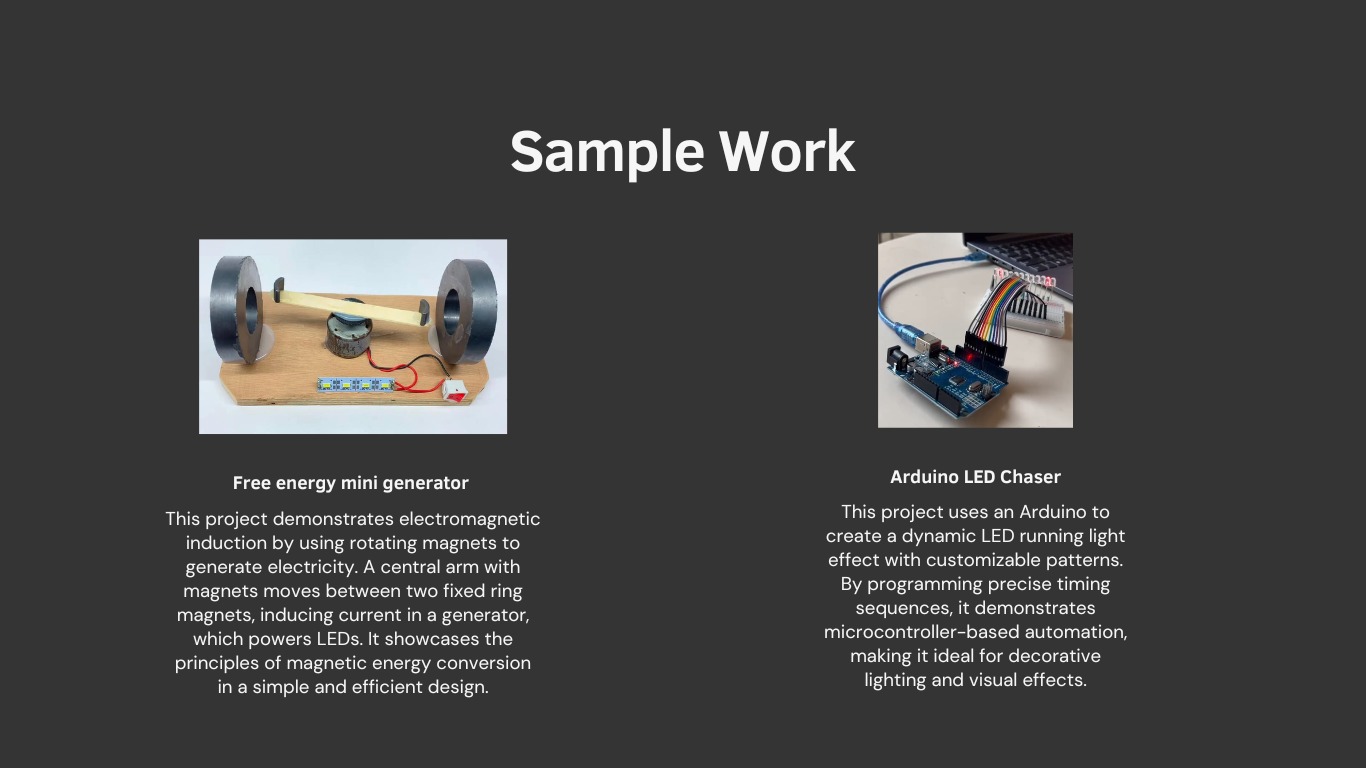 Sample Work
Free energy mini generator
This project demonstrates electromagnetic
induction by using rotating magnets to
generate electricity. A central arm with
magnets moves between two fixed ring
magnets, inducing current in a generator,
which powers LEDs. It showcases the
principles of magnetic energy conversion
in a simple and efficient design.
Arduino LED Chaser
This project uses an Arduino to
create a dynamic LED running light
effect with customizable patterns.
By programming precise timing
sequences, it demonstrates
microcontroller-based automation,
making it ideal for decorative
lighting and visual effects.